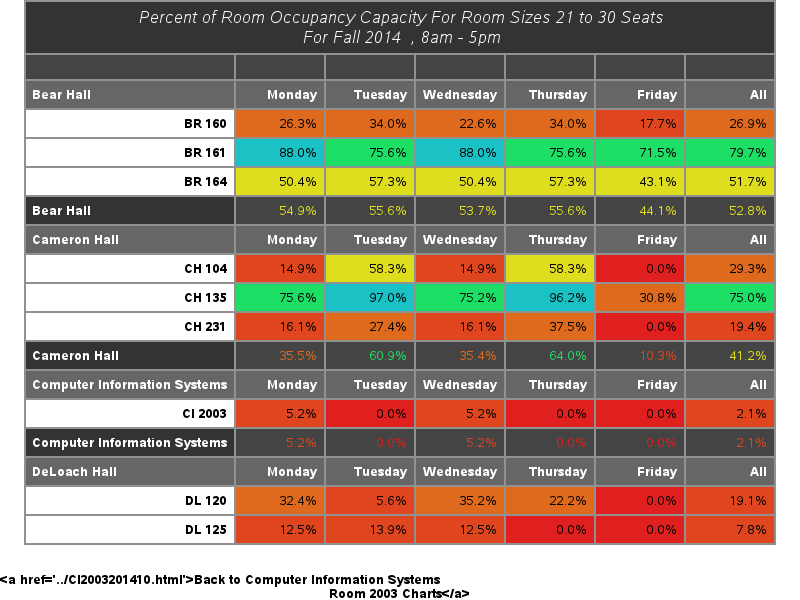 Percent of Room Occupancy Capacity For Room Sizes 21 to 30 Seats
For Fall 2014 , 8am - 5pm
Bear Hall Monday Tuesday Wednesday Thursday Friday All
BR 160 26.3% 34.0% 22.6% 34.0% 17.7% 26.9%
BR 161 88.0% 75.6% 88.0% 75.6% 71.5% 79.7%
BR 164 50.4% 57.3% 50.4% 57.3% 43.1% 51.7%
Bear Hall 54.9% 55.6% 53.7% 55.6% 44.1% 52.8%
Cameron Hall Monday Tuesday Wednesday Thursday Friday All
CH 104 14.9% 58.3% 14.9% 58.3% 0.0% 29.3%
CH 135 75.6% 97.0% 75.2% 96.2% 30.8% 75.0%
CH 231 16.1% 27.4% 16.1% 37.5% 0.0% 19.4%
Cameron Hall 35.5% 60.9% 35.4% 64.0% 10.3% 41.2%
Computer Information Systems Monday Tuesday Wednesday Thursday Friday All
CI 2003 5.2% 0.0% 5.2% 0.0% 0.0% 2.1%
Computer Information Systems 5.2% 0.0% 5.2% 0.0% 0.0% 2.1%
DeLoach Hall Monday Tuesday Wednesday Thursday Friday All
DL 120 32.4% 5.6% 35.2% 22.2% 0.0% 19.1%
DL 125 12.5% 13.9% 12.5% 0.0% 0.0% 7.8%
<a href='../CI2003201410.html'>Back to Computer Information Systems
Room 2003 Charts</a>